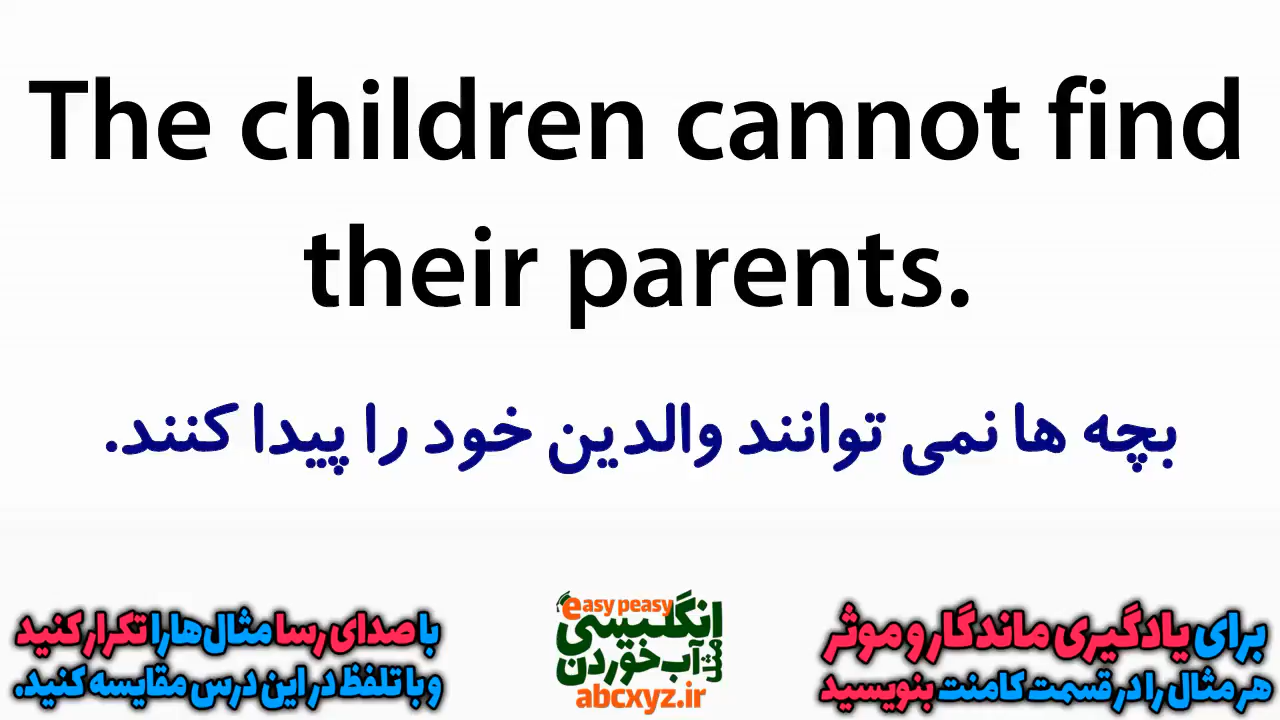 The children cannot find
their parents.
بچه ها نمی توانند والدین خود را پیدا کنند.
برای یادگیری ماندگار و موثر
هر مثال را در قسمت کامنت بنویسید
easy peasy
انگلیسی
مثل آب خوردن
abcxyz.ir
با صدای رسا مثال‌ها را تکرار کنید
و با تلفظ در این درس مقایسه کنید.